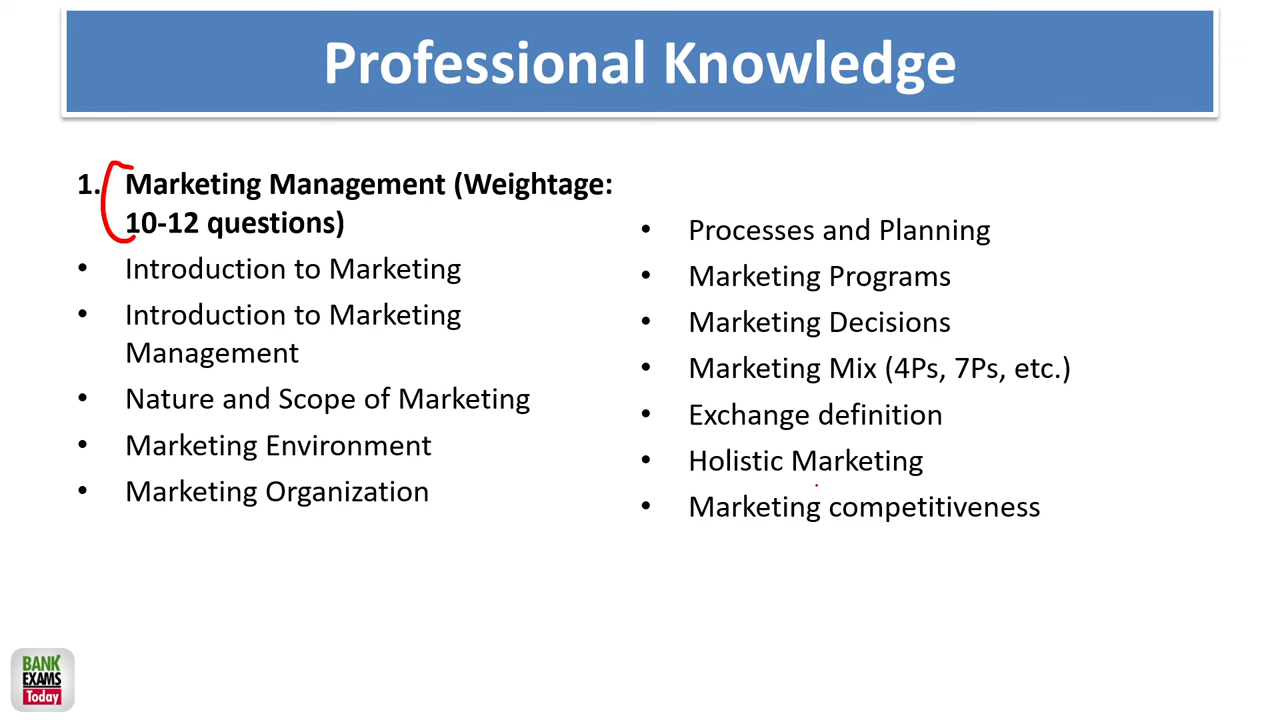 Professional Knowledge
1. Marketing Management (Weightage:
10-12 questions)
• Introduction to Marketing
• Introduction to Marketing
Management
• Nature and Scope of Marketing
• Marketing Environment
• Marketing Organization
• Processes and Planning
• Marketing Programs
• Marketing Decisions
• Marketing Mix (4Ps, 7Ps, etc.)
• Exchange definition
• Holistic Marketing
• Marketing competitiveness
BANK
EXAMS
Today